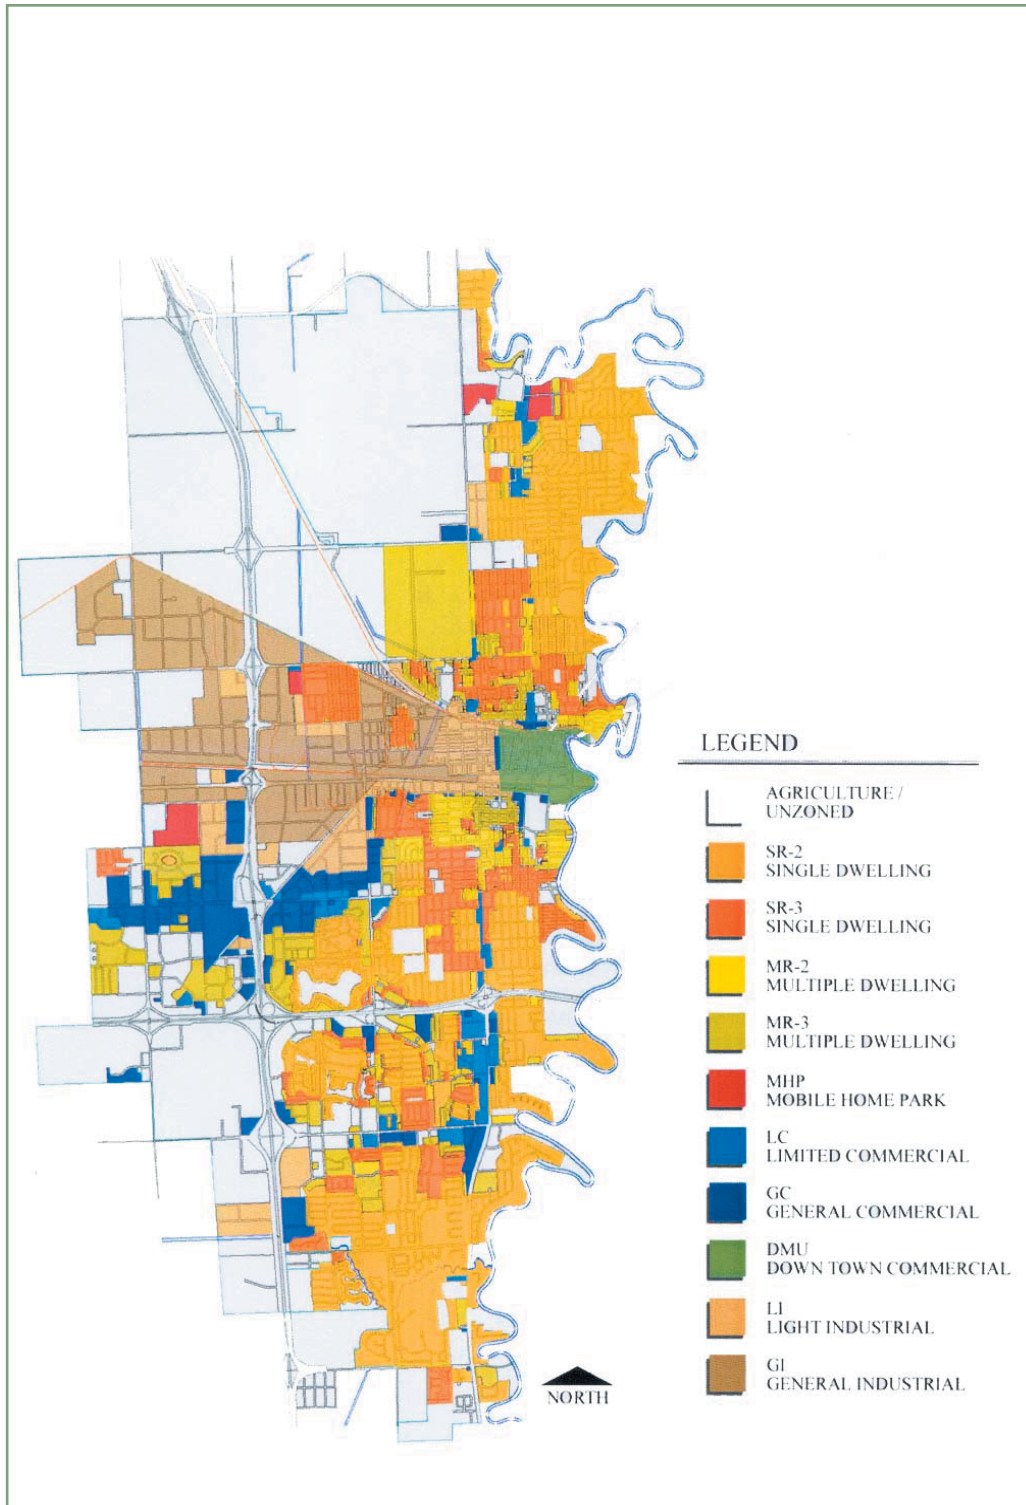 LEGEND
AGRICULTURE /
UNZONED
SR-2
SINGLE DWELLING
SR-3
SINGLE DWELLING
MR-2
MULTIPLE DWELLING
MR-3
MULTIPLE DWELLING
MHP
MOBILE HOME PARK
LC
LIMITED COMMERCIAL
GC
GENERAL COMMERCIAL
DMU
DOWN TOWN COMMERCIAL
LI
LIGHT INDUSTRIAL
GI
GENERAL INDUSTRIAL
NORTH